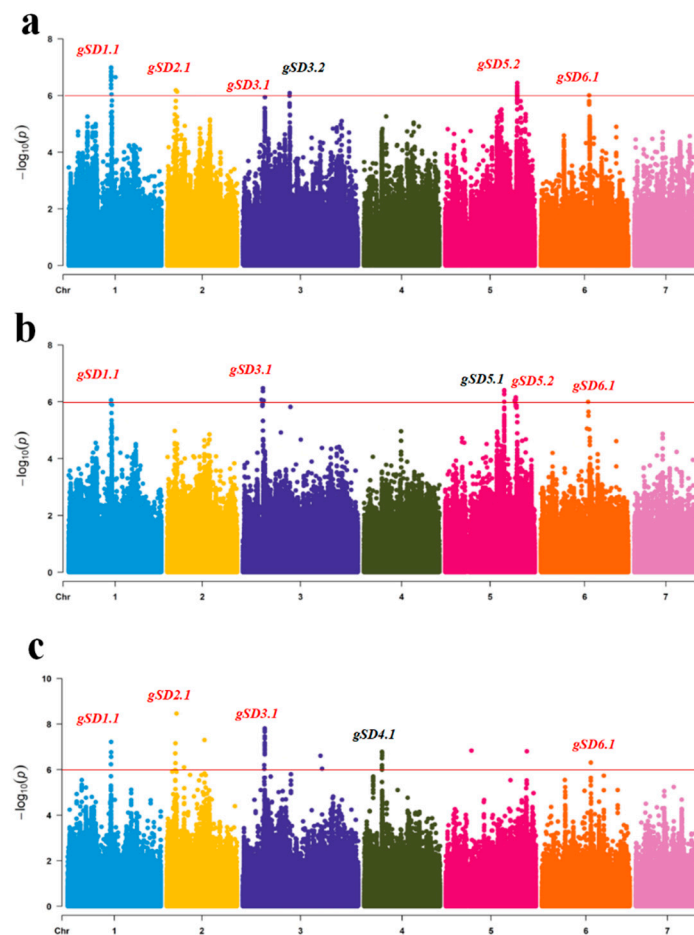 a
gSD1.1 gSD2.1 gSD3.1 gSD3.2 gSD5.2 gSD6.1
8
6
4
2
0
−log10(p)
Chr 1 2 3 4 5 6 7
b
gSD1.1 gSD3.1 gSD5.1 gSD5.2 gSD6.1
8
6
4
2
0
−log10(p)
Chr 1 2 3 4 5 6 7
c
gSD1.1 gSD2.1 gSD3.1 gSD4.1 gSD6.1
10
8
6
4
2
0
−log10(p)
Chr 1 2 3 4 5 6 7